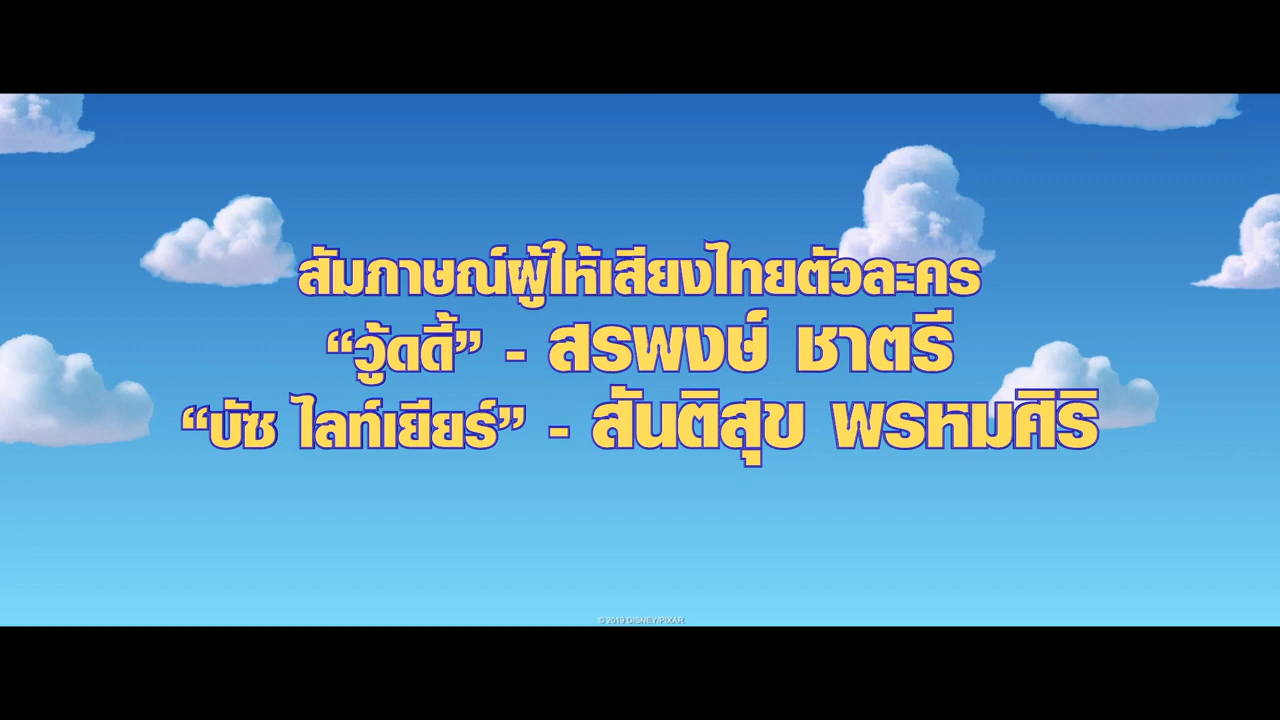 สัมภาษณ์ผู้ให้เสียงไทยตัวละคร
“วู้ดดี้” - สรพงษ์ ชาตรี
“บัซ ไลท์เยียร์” - สันติสุข พรหมศิริ
© 2019 DISNEY/PIXAR